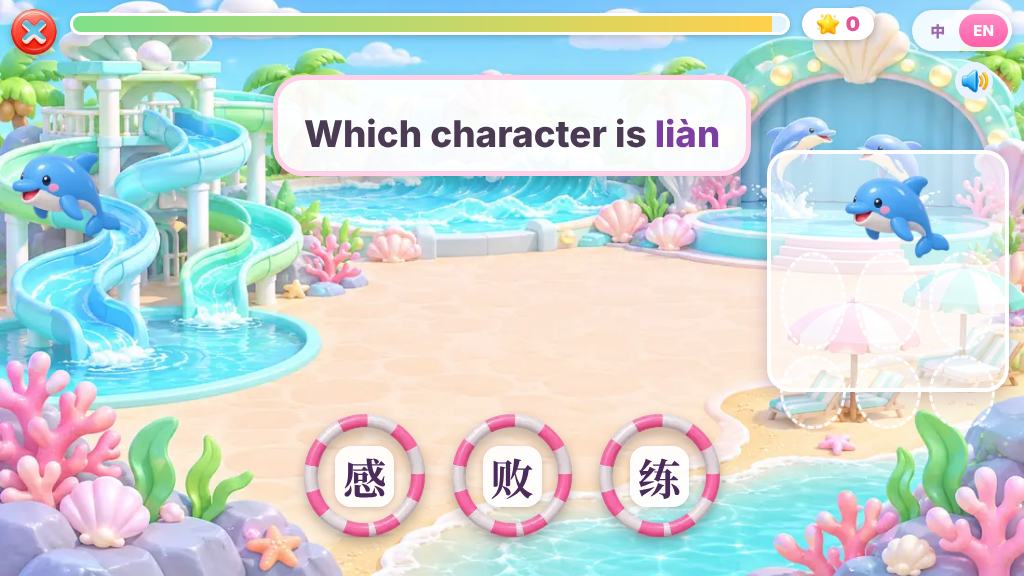 0
中 EN
Which character is liàn
感 败 练